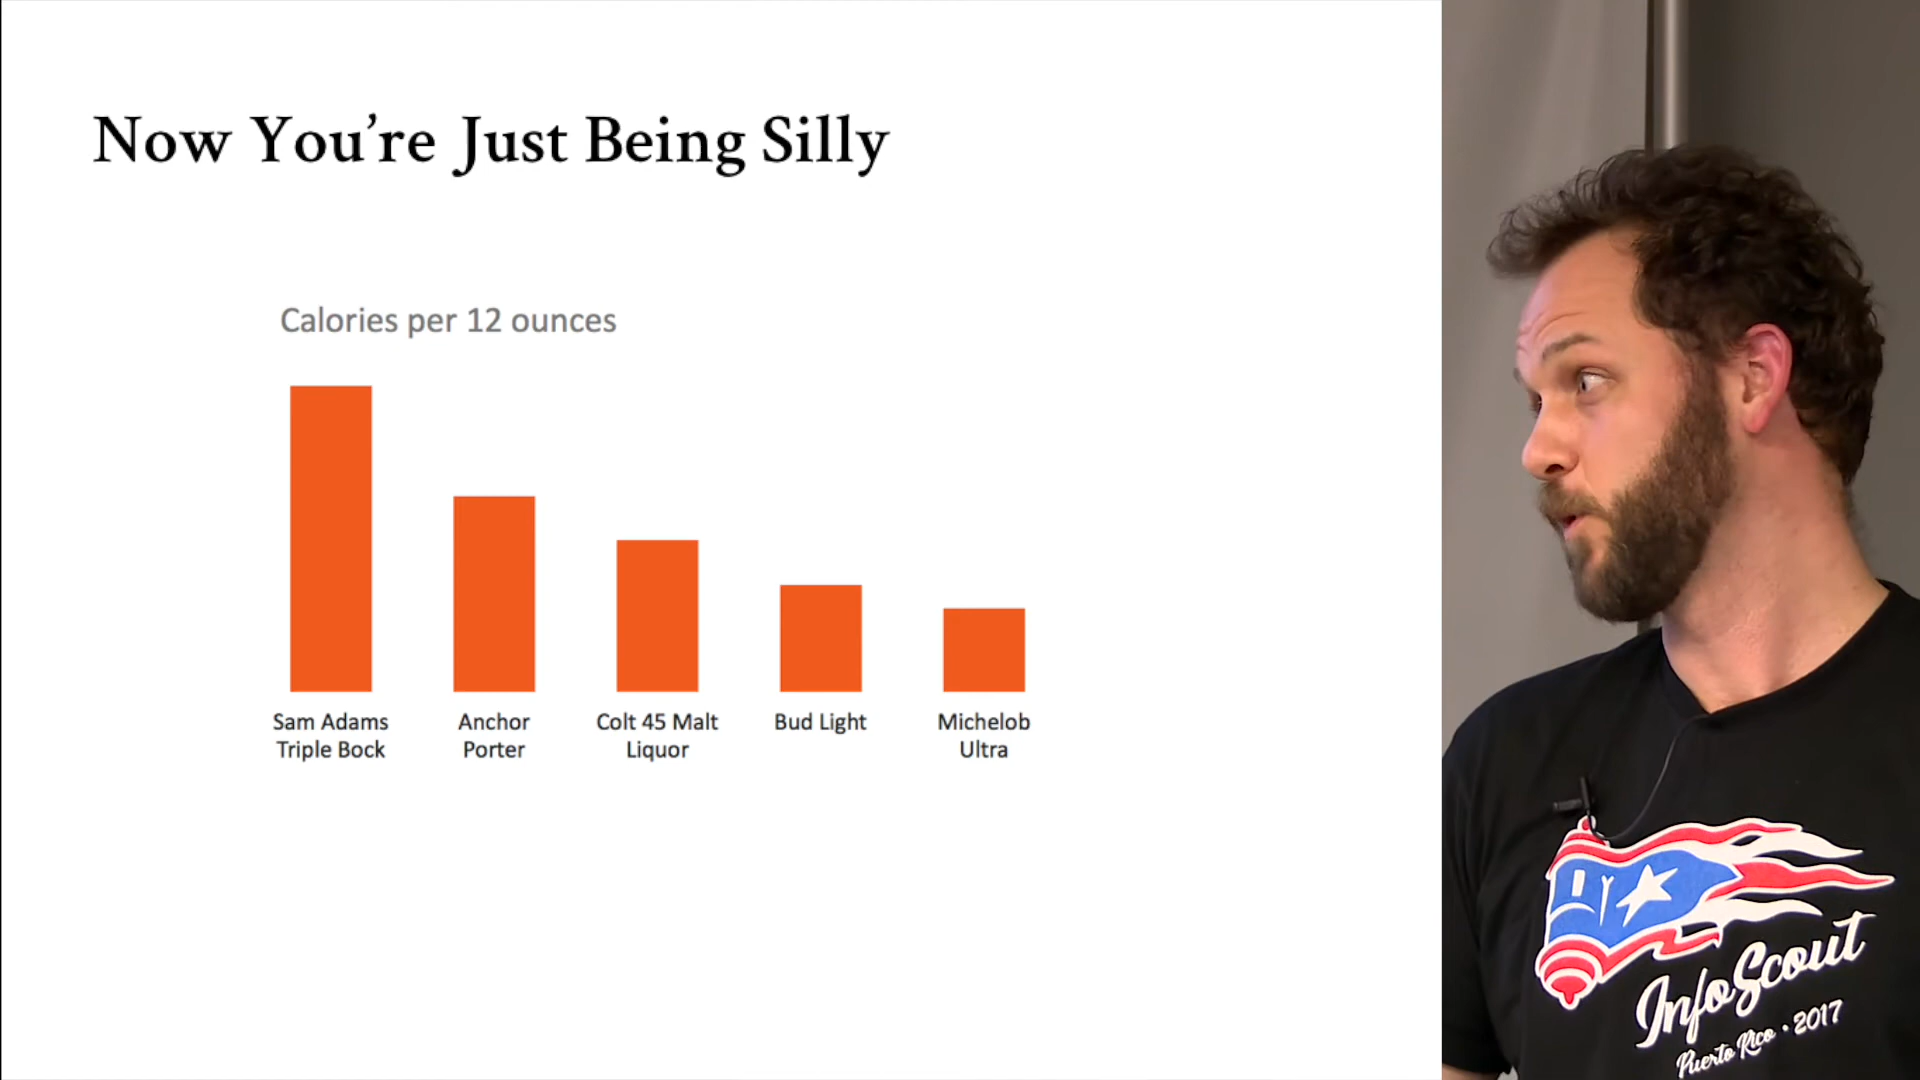 Now You’re Just Being Silly
Calories per 12 ounces
Sam Adams
Triple Bock
Anchor
Porter
Colt 45 Malt
Liquor
Bud Light
Michelob
Ultra
InfoScout
Puerto Rico • 2017